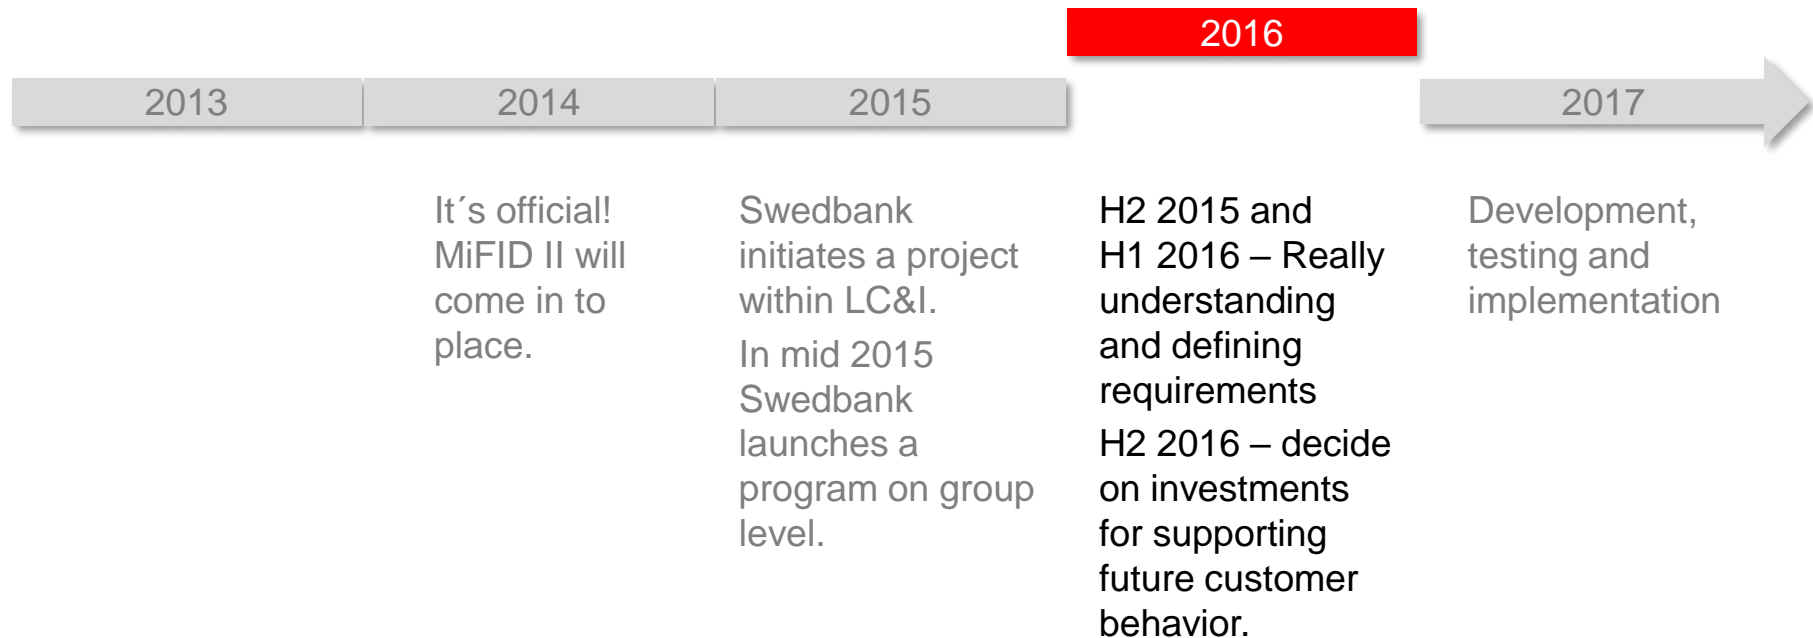 2016
2013
2014
2015
2017
It´s official!
MiFID II will
come in to
place.
Swedbank
initiates a project
within LC&I.
In mid 2015
Swedbank
launches a
program on group
level.
H2 2015 and
H1 2016 – Really
understanding
and defining
requirements
H2 2016 – decide
on investments
for supporting
future customer
behavior.
Development,
testing and
implementation